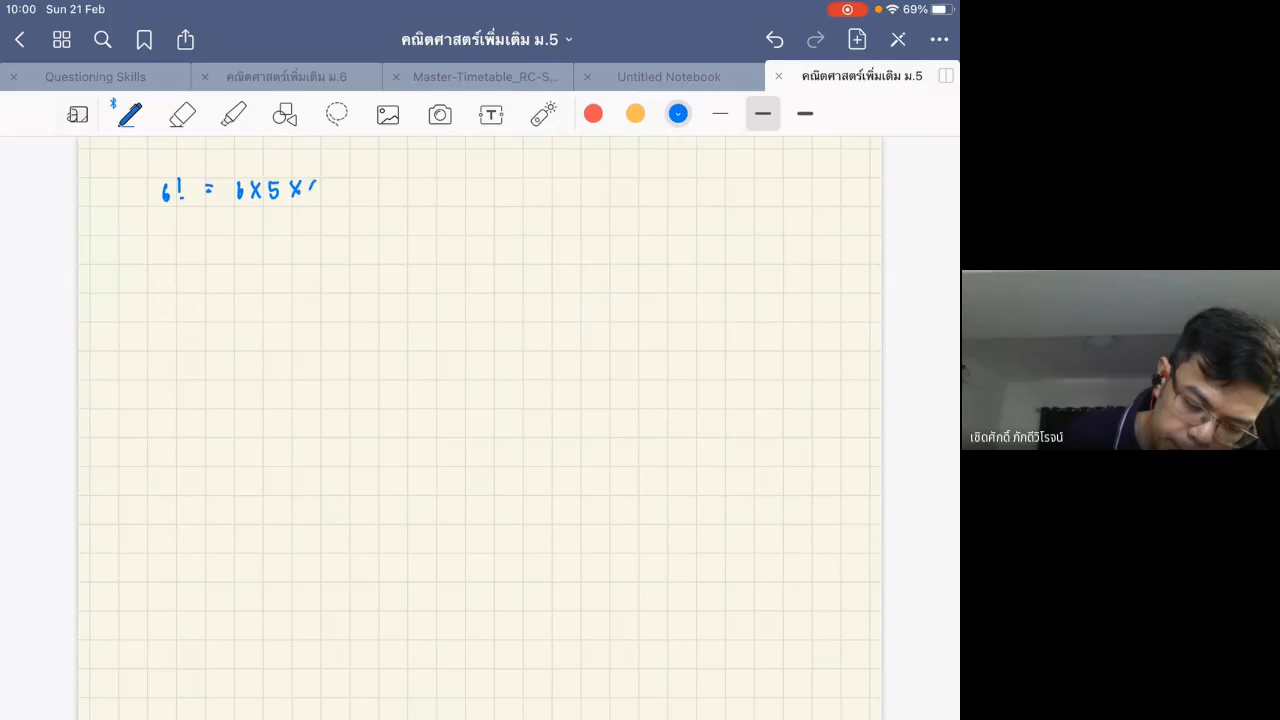 10:00 Sun 21 Feb 69%
คณิตศาสตร์เพิ่มเติม ม.5
Questioning Skills
คณิตศาสตร์เพิ่มเติม ม.6
Master-Timetable_RC-S...
Untitled Notebook
คณิตศาสตร์เพิ่มเติม ม.5
T
6! = 6 × 5 ×
เชิดศักดิ์ ภักดีวิโรจน์